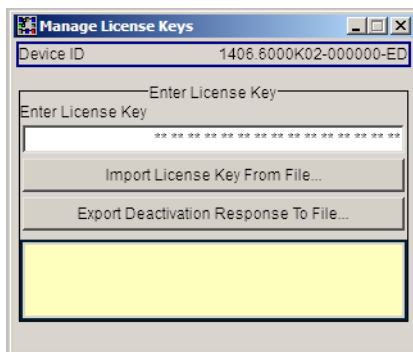 Manage License Keys
Device ID 1406.6000K02-000000-ED
Enter License Key
Enter License Key
** ** ** ** ** ** ** ** ** ** ** ** ** ** **
Import License Key From File...
Export Deactivation Response To File...